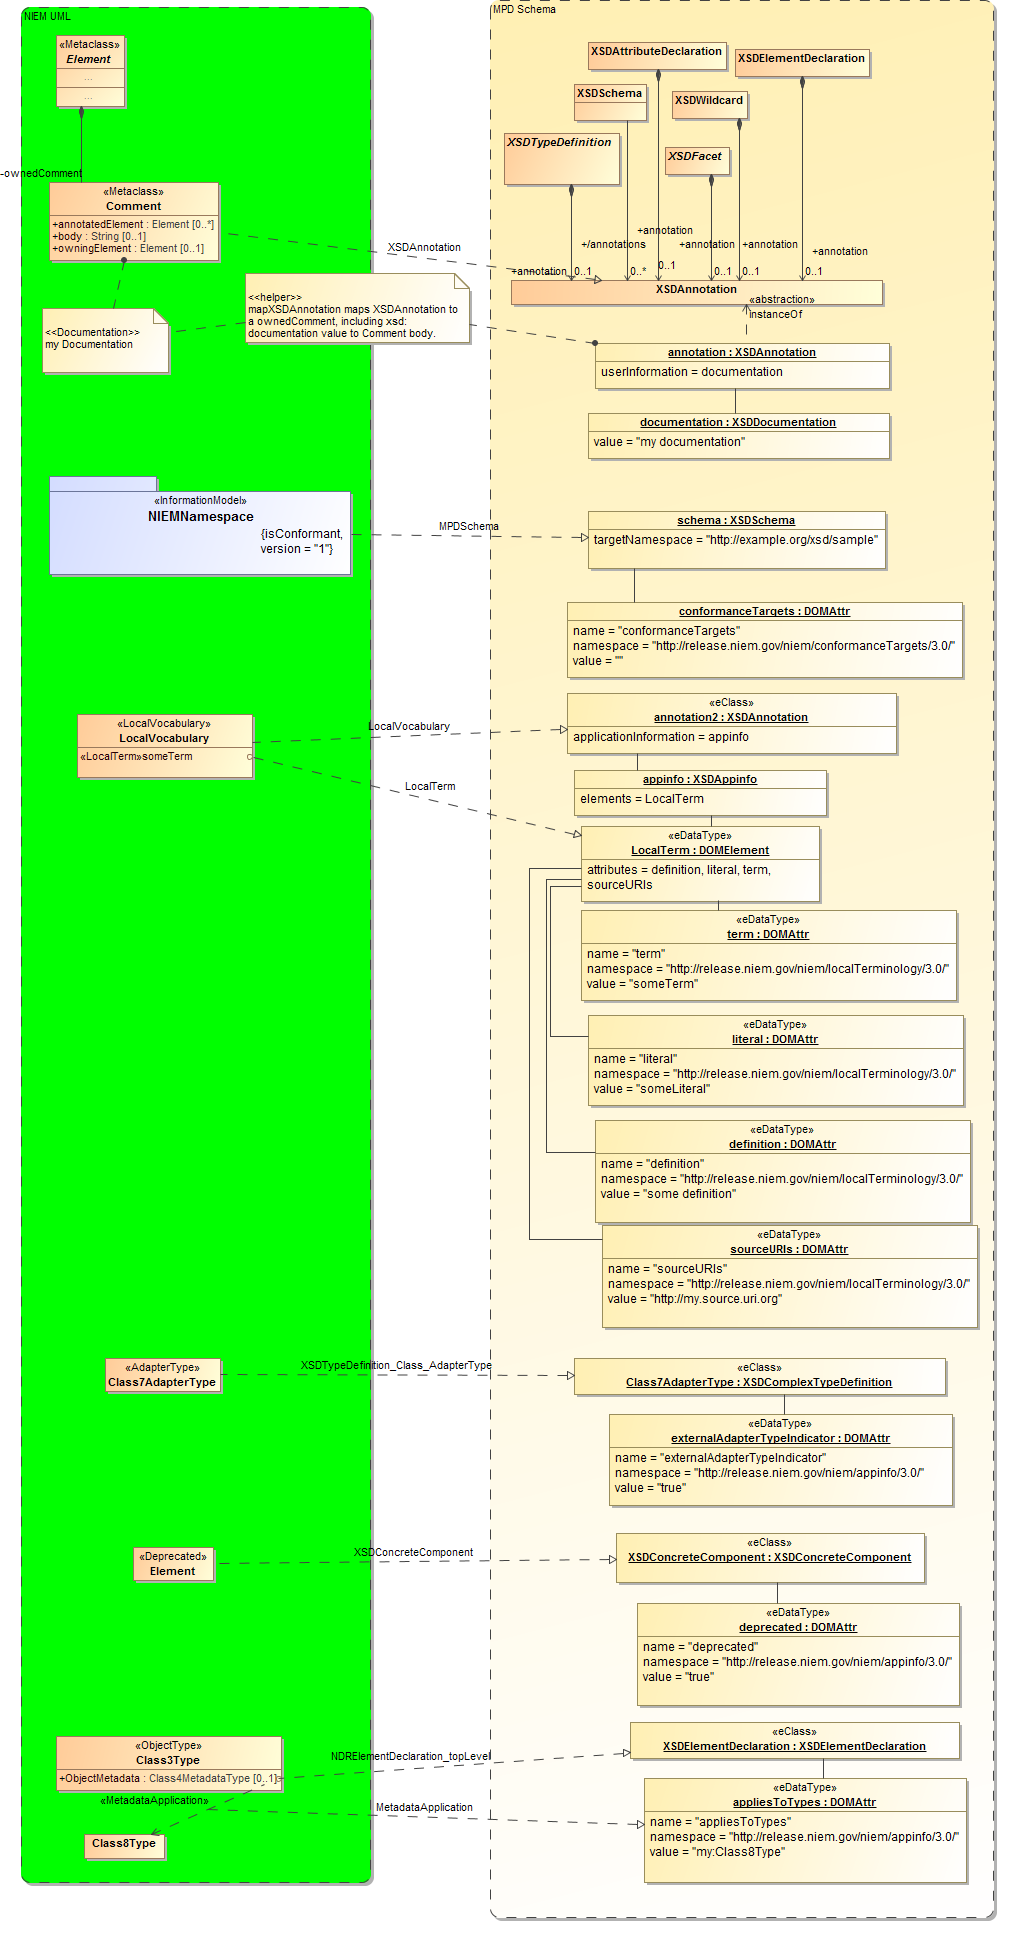 NIEM UML
«Metaclass»
Element
...
...
-ownedComment
«Metaclass»
Comment
+annotatedElement : Element [0..*]
+body : String [0..1]
+owningElement : Element [0..1]
<<Documentation>>
my Documentation
<<helper>>
mapXSDAnnotation maps XSDAnnotation to
a ownedComment, including xsd:
documentation value to Comment body.
XSDAnnotation
MPD Schema
XSDAttributeDeclaration
XSDElementDeclaration
XSDSchema
XSDWildcard
XSDTypeDefinition
XSDFacet
+annotation
+/annotations
+annotation
+annotation
+annotation
+annotation
0..1
0..*
0..1
0..1
0..1
0..1
XSDAnnotation
«abstraction»
instanceOf
annotation : XSDAnnotation
userInformation = documentation
documentation : XSDDocumentation
value = "my documentation"
«InformationModel»
NIEMNamespace
{isConformant,
version = "1"}
MPDSchema
schema : XSDSchema
targetNamespace = "http://example.org/xsd/sample"
conformanceTargets : DOMAttr
name = "conformanceTargets"
namespace = "http://release.niem.gov/niem/conformanceTargets/3.0/"
value = ""
«LocalVocabulary»
LocalVocabulary
«LocalTerm»someTerm
LocalVocabulary
LocalTerm
«eClass»
annotation2 : XSDAnnotation
applicationInformation = appinfo
appinfo : XSDAppinfo
elements = LocalTerm
«eDataType»
LocalTerm : DOMElement
attributes = definition, literal, term,
sourceURIs
«eDataType»
term : DOMAttr
name = "term"
namespace = "http://release.niem.gov/niem/localTerminology/3.0/"
value = "someTerm"
«eDataType»
literal : DOMAttr
name = "literal"
namespace = "http://release.niem.gov/niem/localTerminology/3.0/"
value = "someLiteral"
«eDataType»
definition : DOMAttr
name = "definition"
namespace = "http://release.niem.gov/niem/localTerminology/3.0/"
value = "some definition"
«eDataType»
sourceURIs : DOMAttr
name = "sourceURIs"
namespace = "http://release.niem.gov/niem/localTerminology/3.0/"
value = "http://my.source.uri.org"
«AdapterType»
Class7AdapterType
XSDTypeDefinition_Class_AdapterType
«eClass»
Class7AdapterType : XSDComplexTypeDefinition
«eDataType»
externalAdapterTypeIndicator : DOMAttr
name = "externalAdapterTypeIndicator"
namespace = "http://release.niem.gov/niem/appinfo/3.0/"
value = "true"
«Deprecated»
Element
XSDConcreteComponent
«eClass»
XSDConcreteComponent : XSDConcreteComponent
«eDataType»
deprecated : DOMAttr
name = "deprecated"
namespace = "http://release.niem.gov/niem/appinfo/3.0/"
value = "true"
«ObjectType»
Class3Type
+ObjectMetadata : Class4MetadataType [0..1]
NDRElementDeclaration_topLevel
«MetadataApplication»
MetadataApplication
Class8Type
«eClass»
XSDElementDeclaration : XSDElementDeclaration
«eDataType»
appliesToTypes : DOMAttr
name = "appliesToTypes"
namespace = "http://release.niem.gov/niem/appinfo/3.0/"
value = "my:Class8Type"